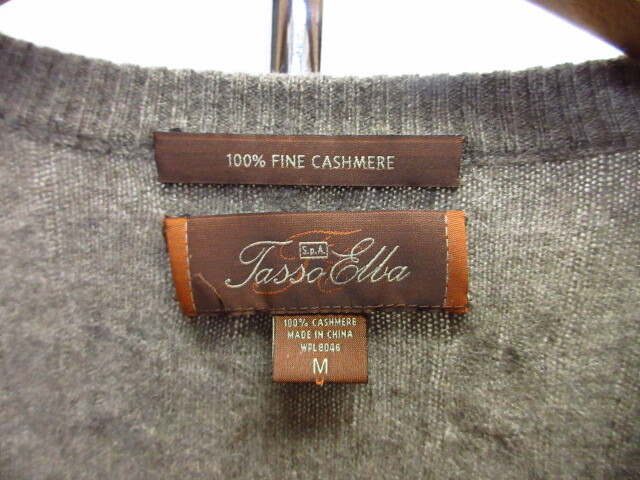 100% FINE CASHMERE
S.p.A.
Tasso Elba
100% CASHMERE
MADE IN CHINA
WPL8046
M